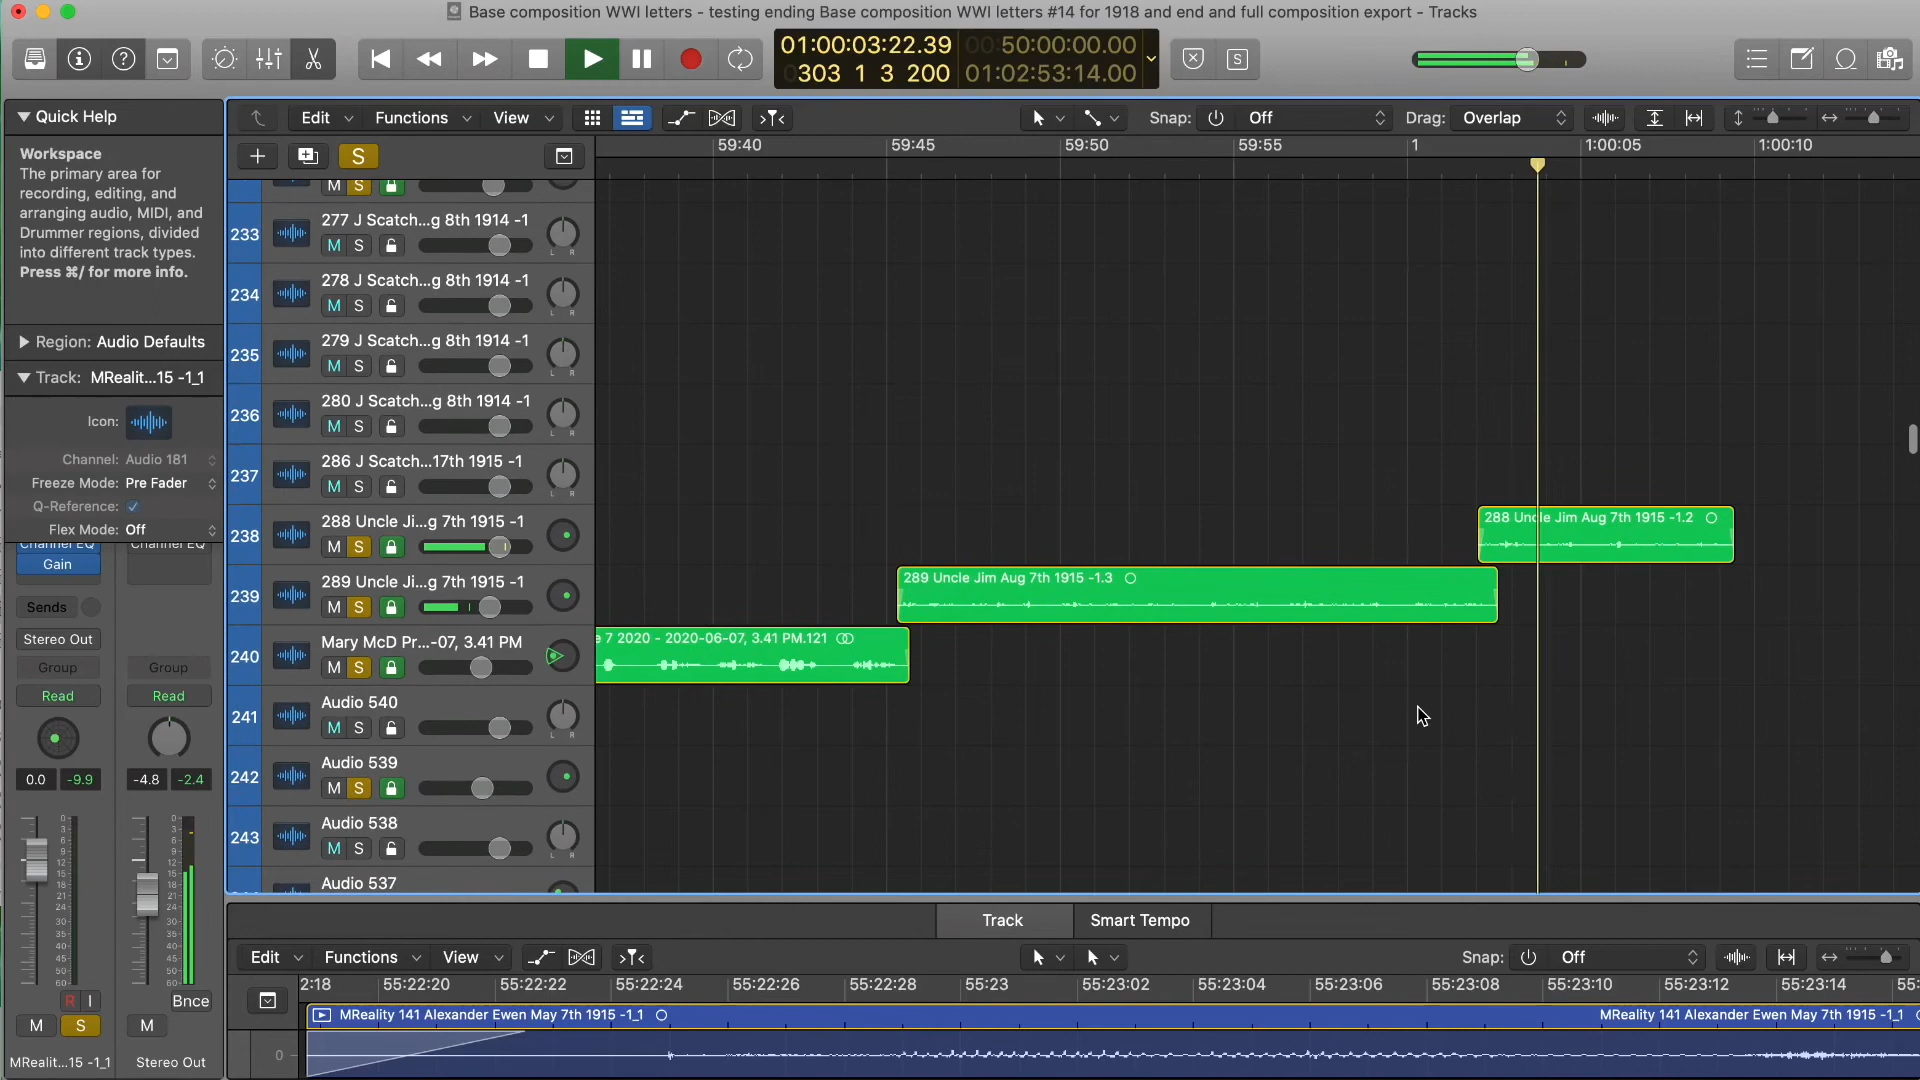 Base composition WWI letters - testing ending Base composition WWI letters #14 for 1918 and end and full composition export - Tracks
01:00:03:22.39
303 1 3 200
00:50:00:00.00
01:02:53:14.00
Quick Help
Workspace
The primary area for
recording, editing, and
arranging audio, MIDI, and
Drummer regions, divided
into different track types.
Press ⌘/ for more info.
Region: Audio Defaults
Track: MRealit...15 -1_1
Icon:
Channel: Audio 181
Freeze Mode: Pre Fader
Q-Reference:
Flex Mode: Off
Channel EQ
Channel EQ
Gain
Sends
Stereo Out
Group
Group
Read
Read
0.0 -9.9
-4.8 -2.4
R I
Bnce
M S
M
MRealit...15 -1_1
Stereo Out
Edit Functions View
Snap: Off
Drag: Overlap
S
59:40 59:45 59:50 59:55 1 1:00:05 1:00:10
M S
233 277 J Scatch...g 8th 1914 -1
M S
234 278 J Scatch...g 8th 1914 -1
M S
235 279 J Scatch...g 8th 1914 -1
M S
236 280 J Scatch...g 8th 1914 -1
M S
237 286 J Scatch...17th 1915 -1
M S
238 288 Uncle Ji...g 7th 1915 -1
M S
288 Uncle Jim Aug 7th 1915 -1.2
239 289 Uncle Ji...g 7th 1915 -1
M S
289 Uncle Jim Aug 7th 1915 -1.3
240 Mary McD Pr...-07, 3.41 PM
M S
e 7 2020 - 2020-06-07, 3.41 PM.121
241 Audio 540
M S
242 Audio 539
M S
243 Audio 538
M S
Audio 537
Track Smart Tempo
Edit Functions View
Snap: Off
2:18 55:22:20 55:22:22 55:22:24 55:22:26 55:22:28 55:23 55:23:02 55:23:04 55:23:06 55:23:08 55:23:10 55:23:12 55:23:14 55:
MReality 141 Alexander Ewen May 7th 1915 -1_1
MReality 141 Alexander Ewen May 7th 1915 -1_1
0